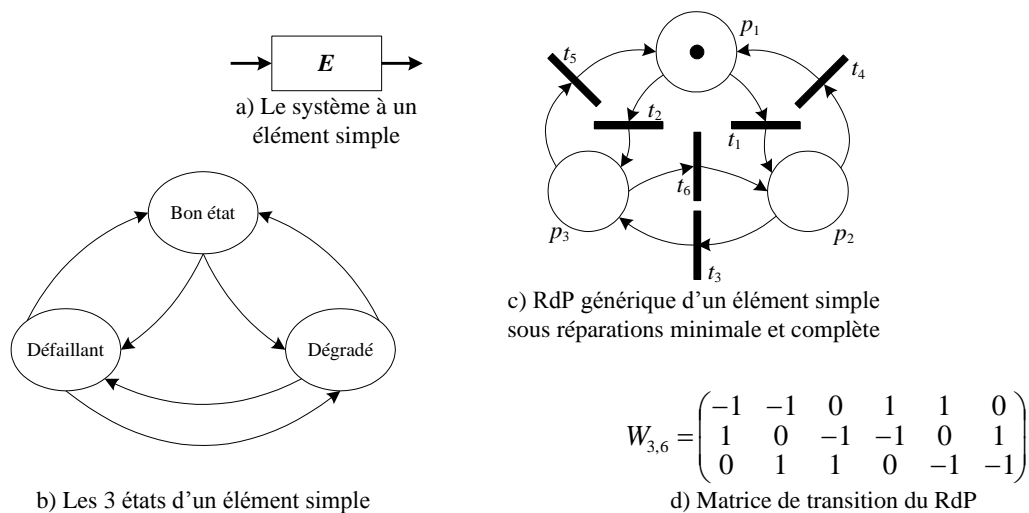 E
a) Le système à un
élément simple
Bon état
Défaillant
Dégradé
b) Les 3 états d'un élément simple
p1
t5
t4
t2
t1
t6
p3
p2
t3
c) RdP générique d'un élément simple
sous réparations minimale et complète
W3,6 = ( −1 −1 0 1 1 0
1 0 −1 −1 0 1
0 1 1 0 −1 −1 )
d) Matrice de transition du RdP